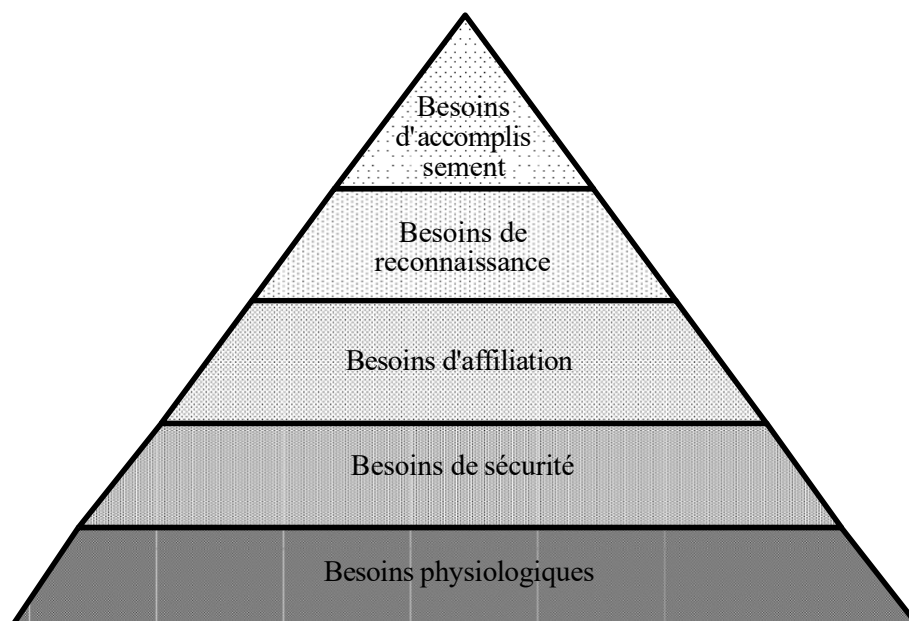 Besoins
d'accomplis
sement
Besoins de
reconnaissance
Besoins d'affiliation
Besoins de sécurité
Besoins physiologiques